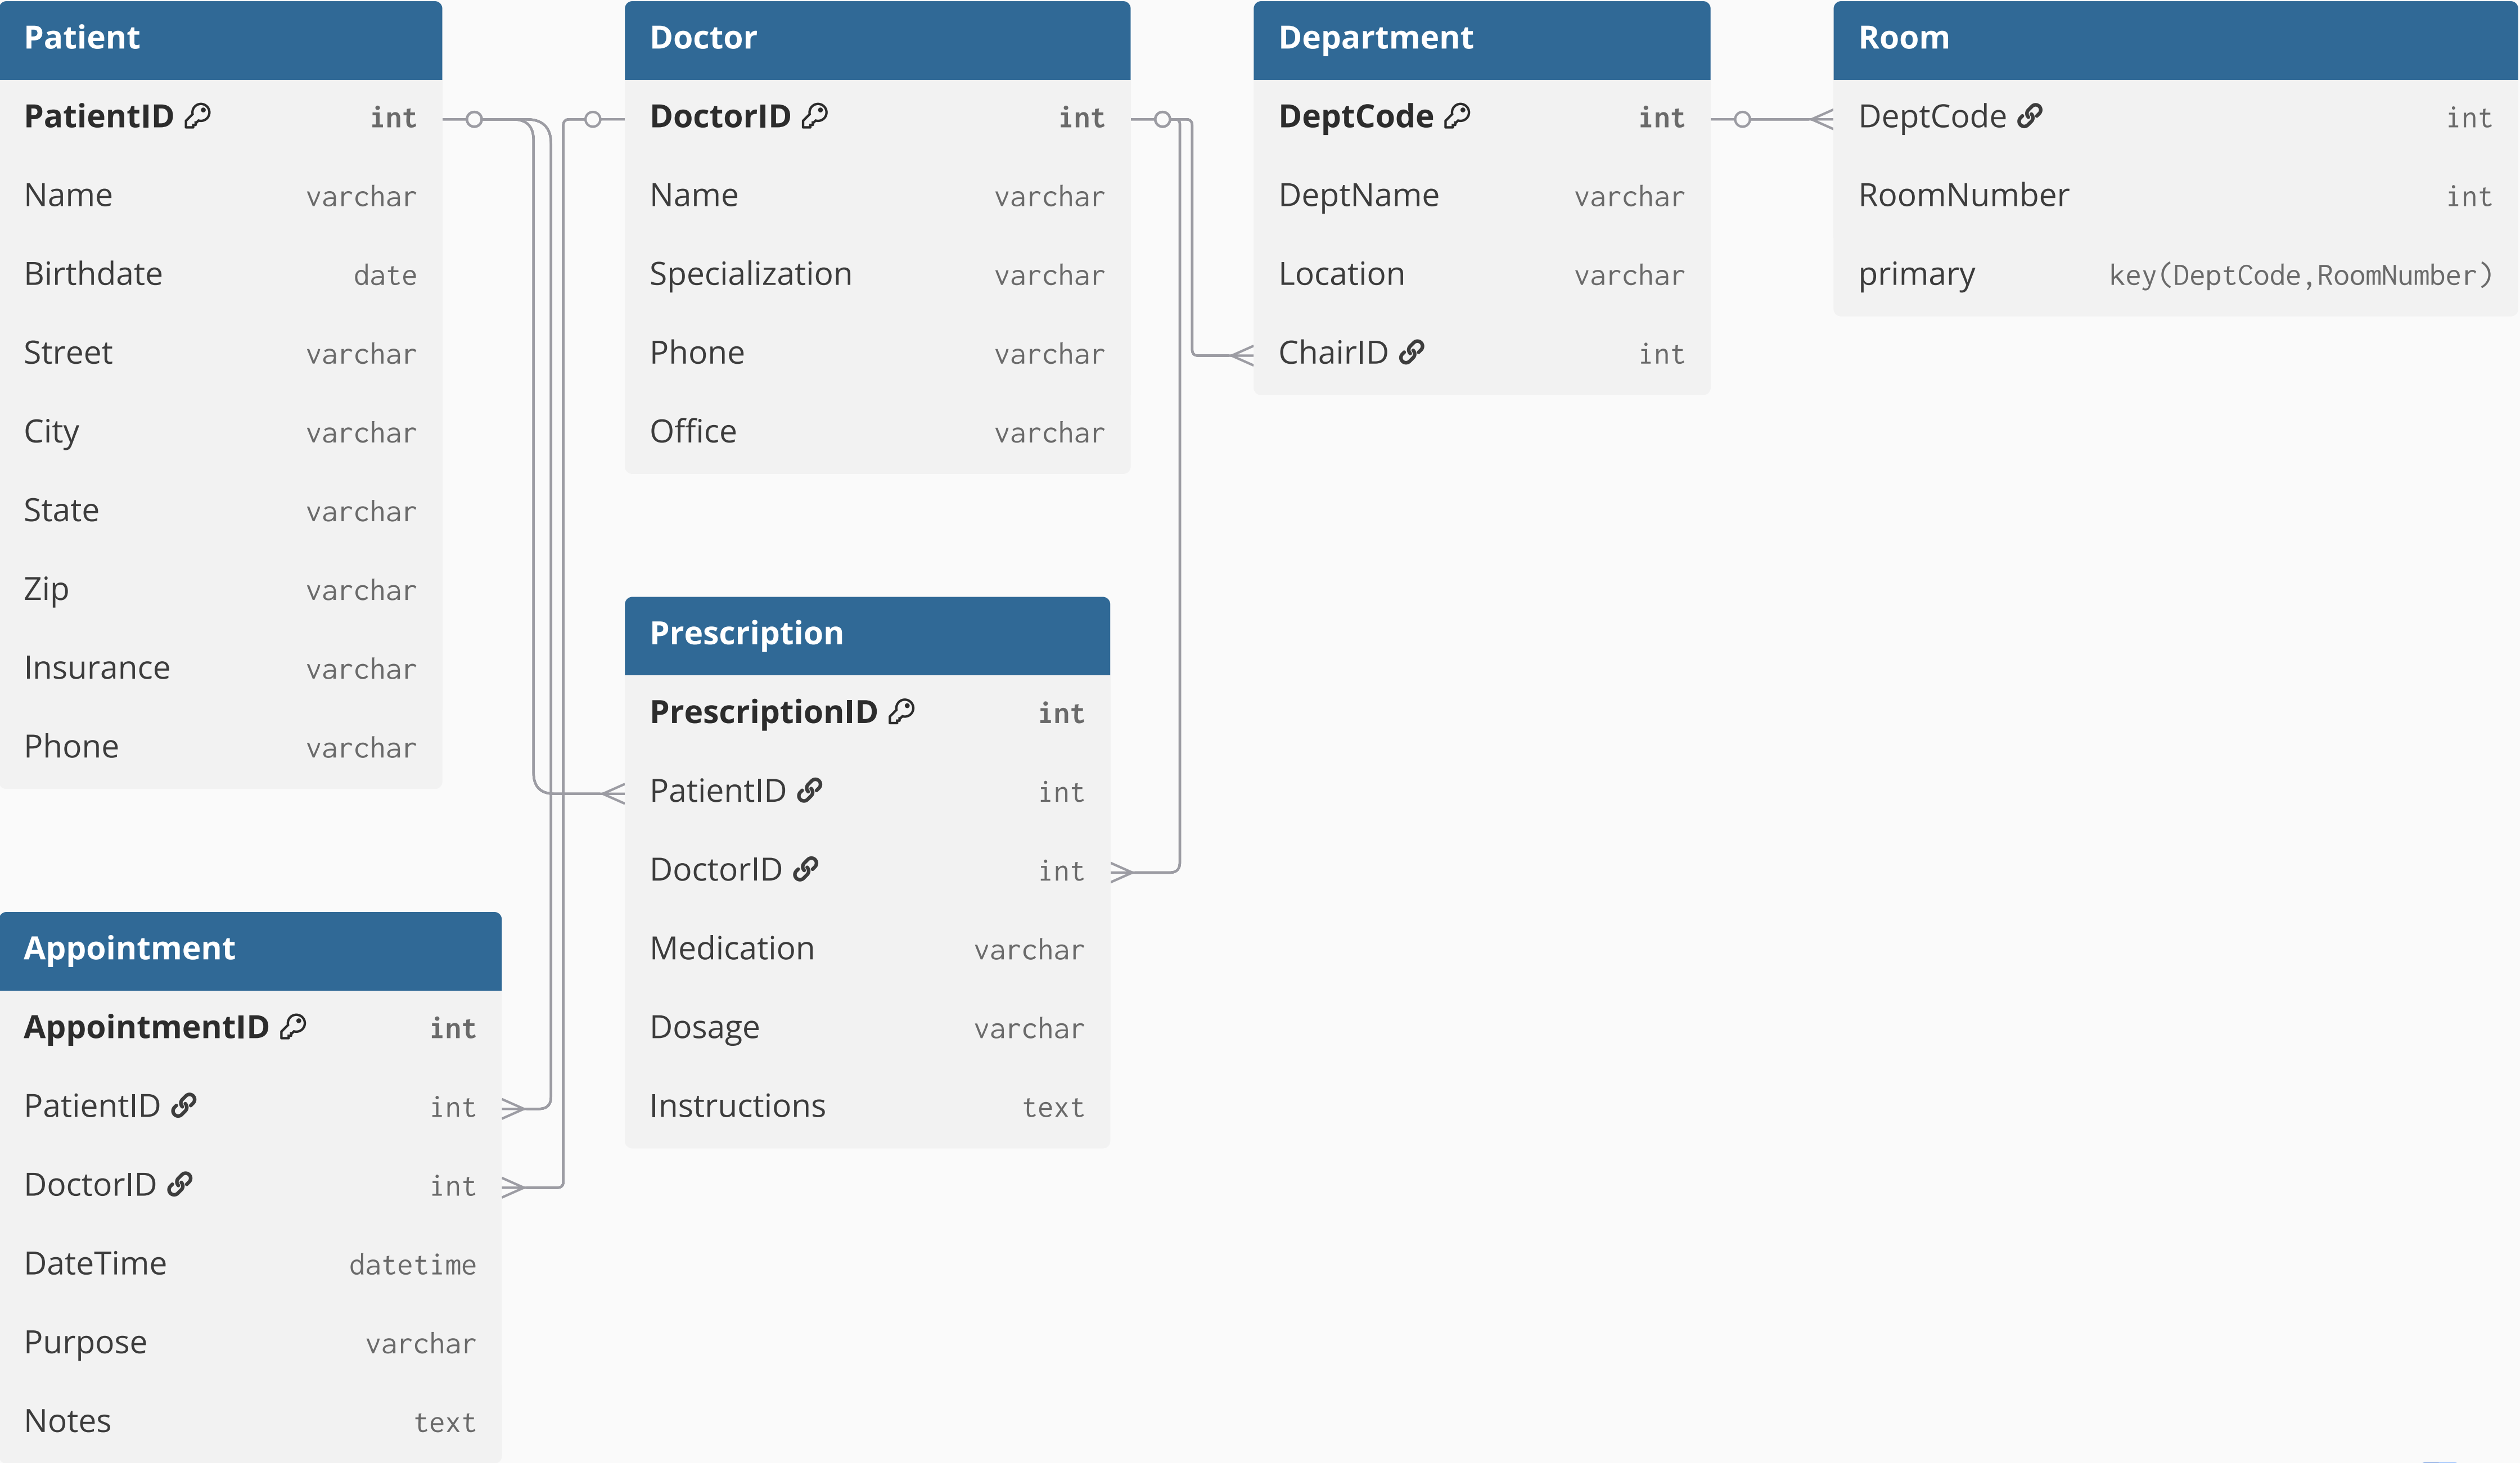 Patient
PatientID int
Name varchar
Birthdate date
Street varchar
City varchar
State varchar
Zip varchar
Insurance varchar
Phone varchar
Doctor
DoctorID int
Name varchar
Specialization varchar
Phone varchar
Office varchar
Department
DeptCode int
DeptName varchar
Location varchar
ChairID int
Room
DeptCode int
RoomNumber int
primary key(DeptCode,RoomNumber)
Prescription
PrescriptionID int
PatientID int
DoctorID int
Medication varchar
Dosage varchar
Instructions text
Appointment
AppointmentID int
PatientID int
DoctorID int
DateTime datetime
Purpose varchar
Notes text